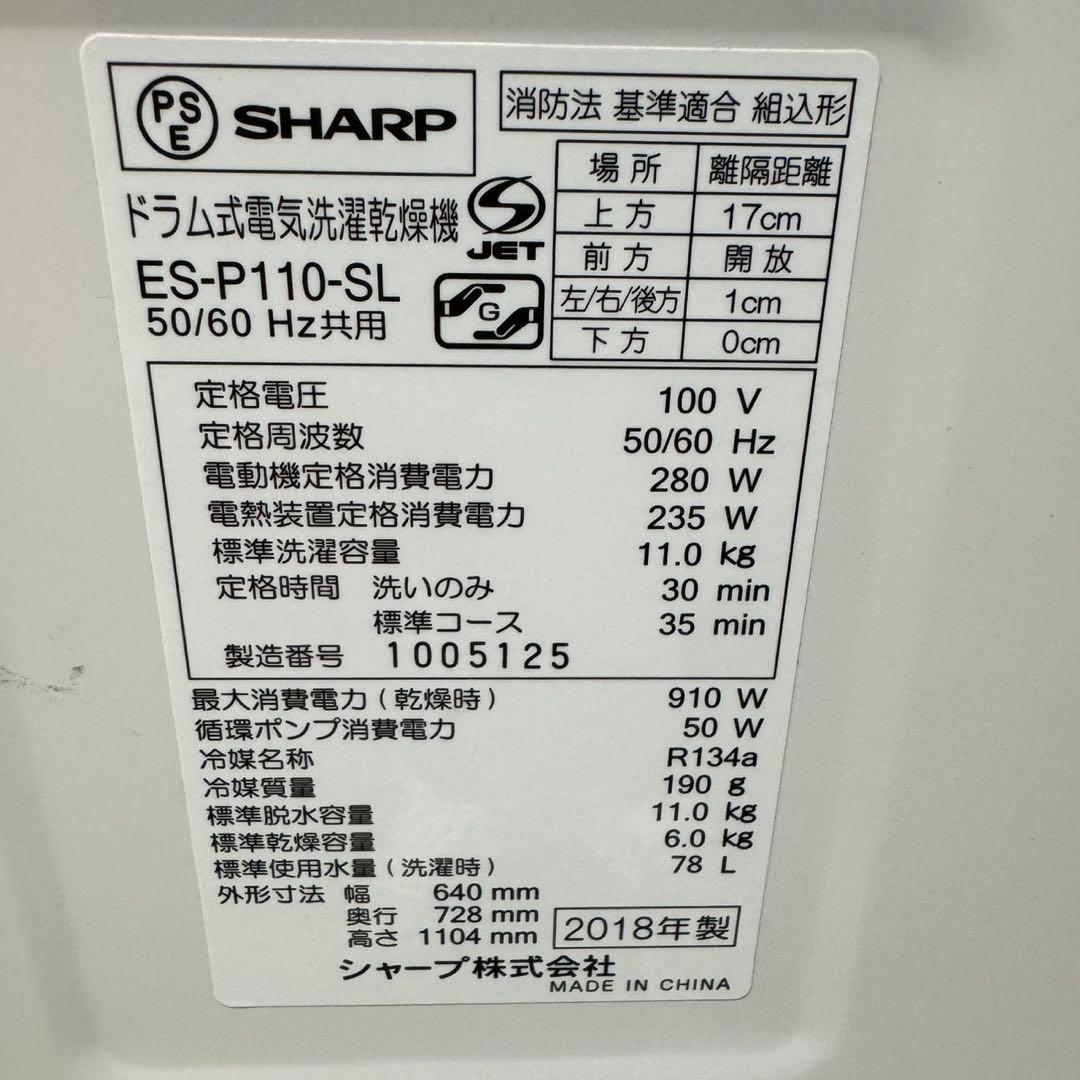 PSE SHARP
消防法 基準適合 組込形
場所 離隔距離
上方 17cm
前方 開放
左/右/後方 1cm
下方 0cm
ドラム式電気洗濯乾燥機
S JET
ES-P110-SL
50/60 Hz共用
G
定格電圧 100 V
定格周波数 50/60 Hz
電動機定格消費電力 280 W
電熱装置定格消費電力 235 W
標準洗濯容量 11.0 kg
定格時間 洗いのみ 30 min
標準コース 35 min
製造番号 1005125
最大消費電力(乾燥時) 910 W
循環ポンプ消費電力 50 W
冷媒名称 R134a
冷媒質量 190 g
標準脱水容量 11.0 kg
標準乾燥容量 6.0 kg
標準使用水量(洗濯時) 78 L
外形寸法 幅 640 mm
奥行 728 mm
高さ 1104 mm
2018年製
シャープ株式会社
MADE IN CHINA